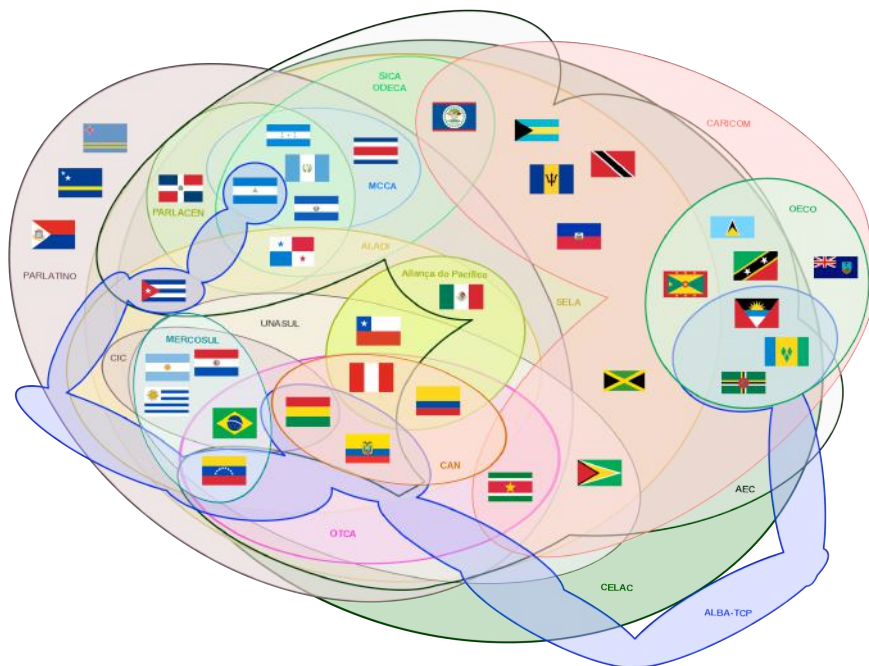 SICA
ODECA
CARICOM
MCCA
PARLACEN
OECO
ALADI
PARLATINO
Aliança do Pacífico
SELA
UNASUL
MERCOSUL
CIC
CAN
AEC
OTCA
CELAC
ALBA-TCP